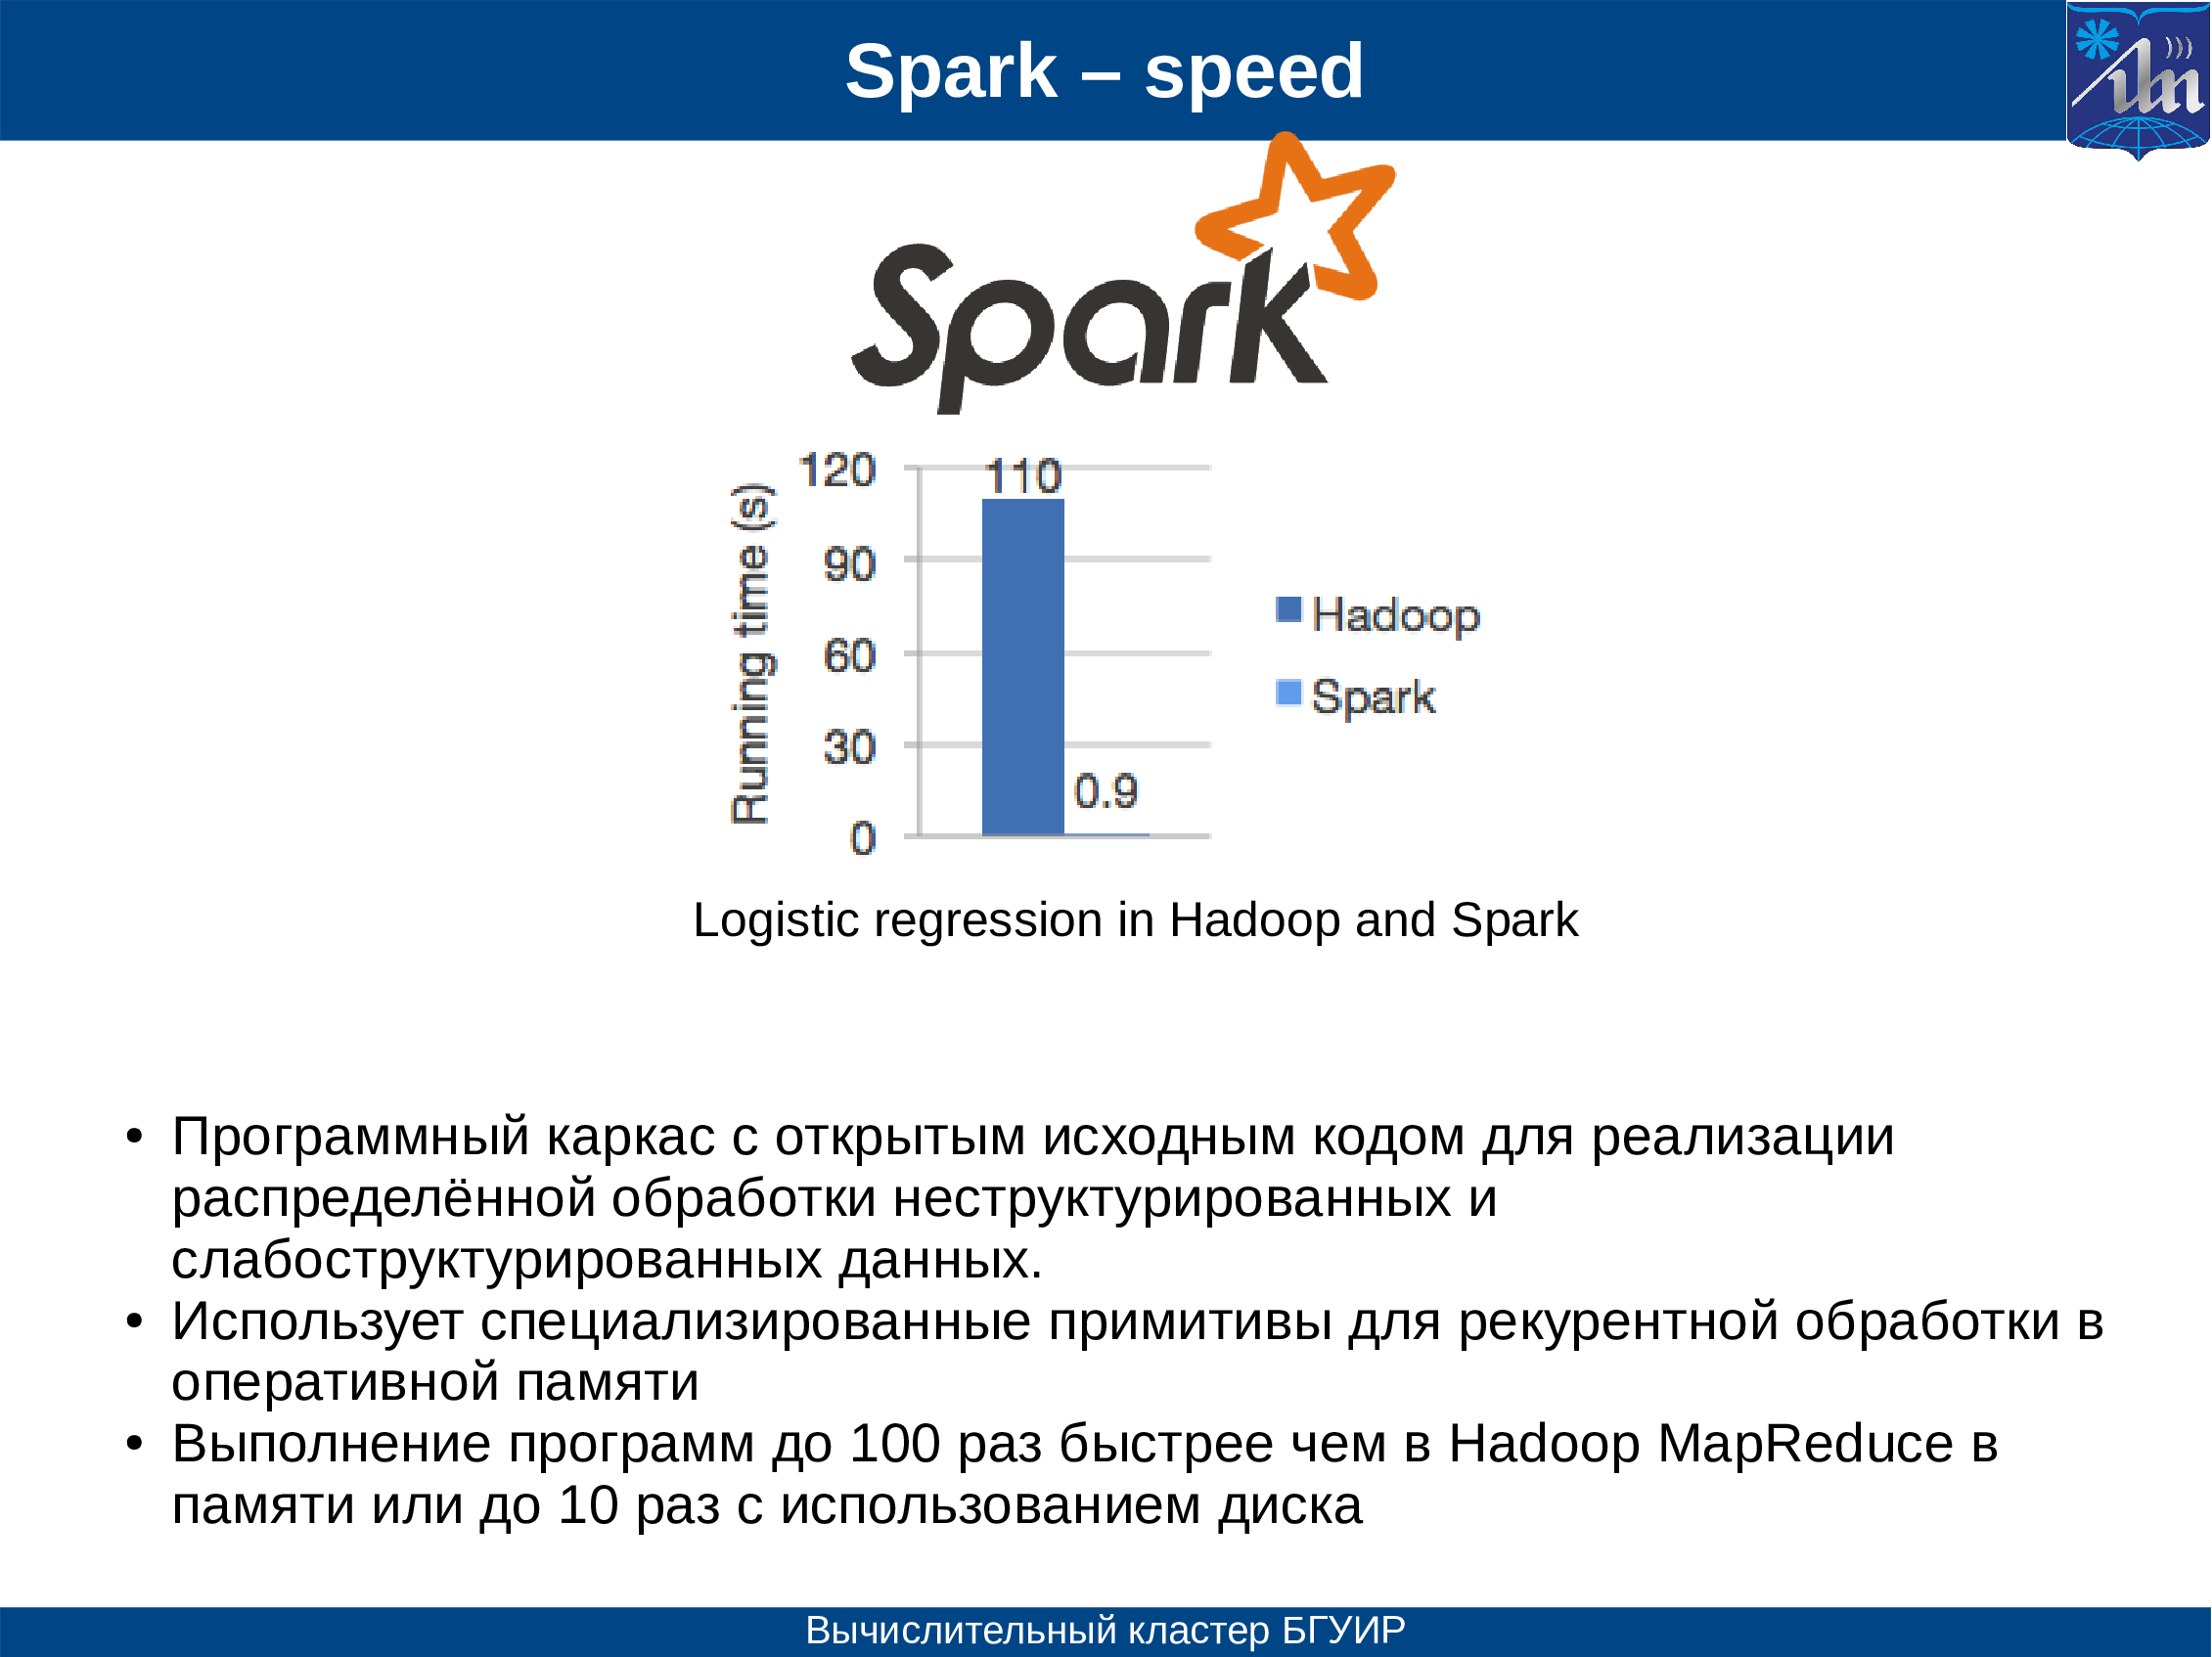 Spark – speed
Spark
120
110
90
60
30
0.9
0
Running time (s)
Hadoop
Spark
Logistic regression in Hadoop and Spark
• Программный каркас с открытым исходным кодом для реализации
распределённой обработки неструктурированных и
слабоструктурированных данных.
• Использует специализированные примитивы для рекурентной обработки в
оперативной памяти
• Выполнение программ до 100 раз быстрее чем в Hadoop MapReduce в
памяти или до 10 раз с использованием диска
Вычислительный кластер БГУИР